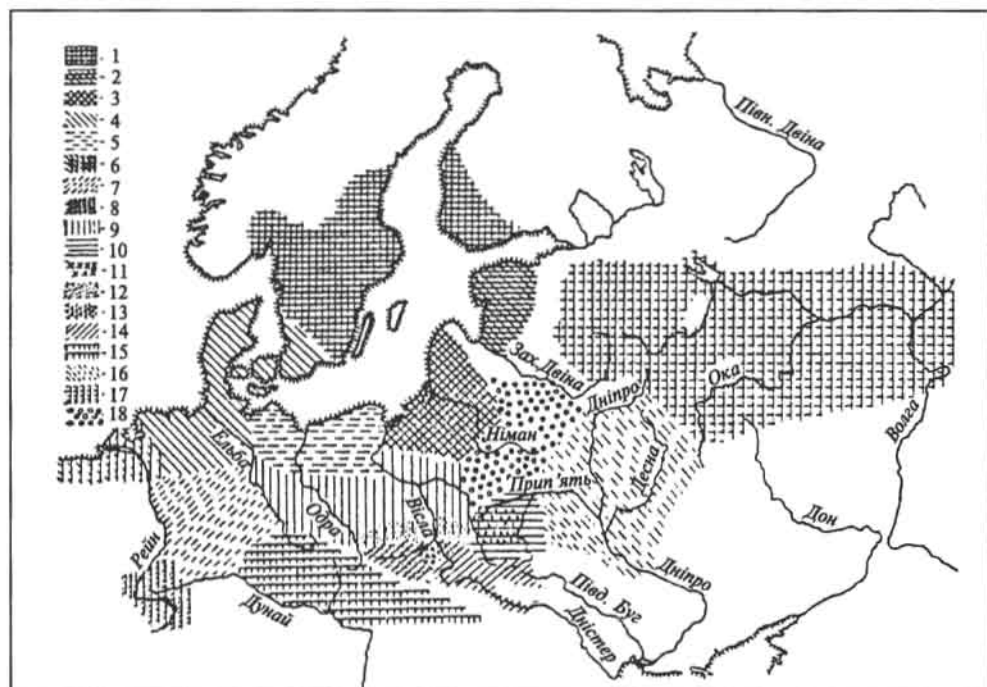 1
2
3
4
5
6
7
8
9
10
11
12
13
14
15
16
17
18
Півн. Двіна
Зах. Двіна
Дніпро
Ока
Волга
Німан
Десна
Ельба
Прип'ять
Одра
Вісла
Дон
Рейн
Дніпро
Півд. Буг
Дунай
Дністер